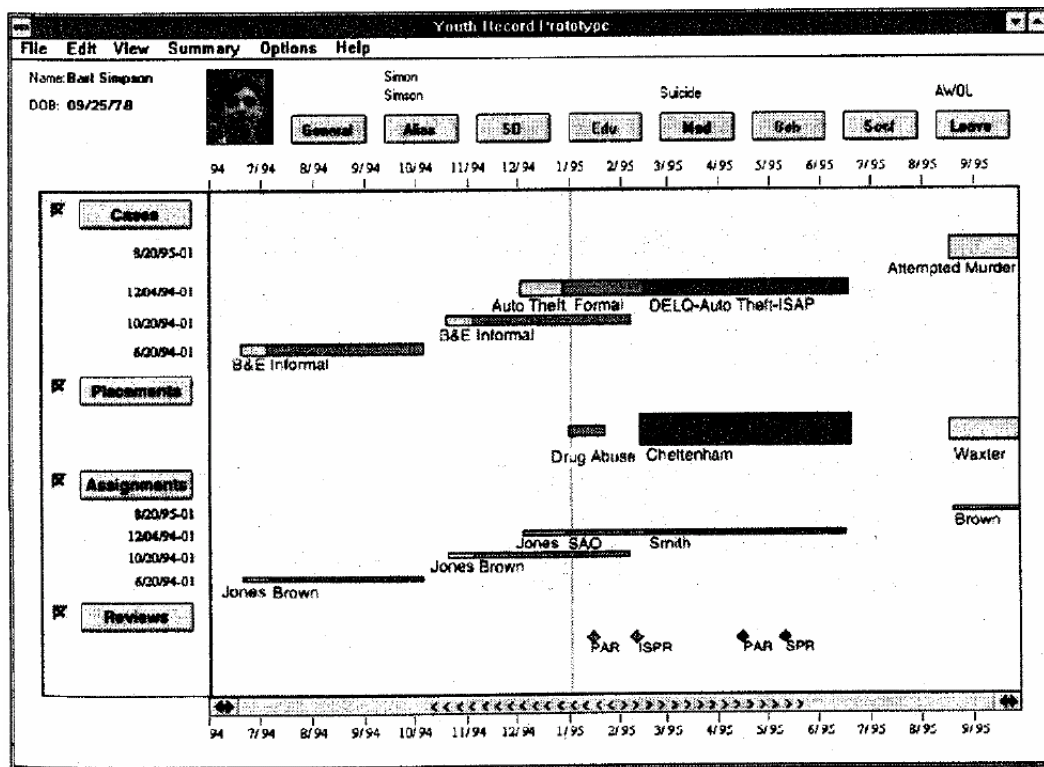 Youth Record Prototype
File Edit View Summary Options Help
Name: Bart Simpson
DOB: 09/25/78
Simon
Simson
Suicide
AWOL
General Alias SO Edu Med Beh Socf Leave
94 7/94 8/94 9/94 10/94 11/94 12/94 1/95 2/95 3/95 4/95 5/95 6/95 7/95 8/95 9/95
Cases
8/20/95-01
Attempted Murder
12/04/94-01
Auto Theft Formal DELQ-Auto Theft-ISAP
10/20/94-01
B&E Informal
6/20/94-01
B&E Informal
Placements
Drug Abuse Cheltenham Waxter
Assignments
8/20/95-01
Brown
12/04/94-01
Jones SAO Smith
10/20/94-01
Jones Brown
6/20/94-01
Jones Brown
Reviews
PAR ISPR PAR SPR
94 7/94 8/94 9/94 10/94 11/94 12/94 1/95 2/95 3/95 4/95 5/95 6/95 7/95 8/95 9/95